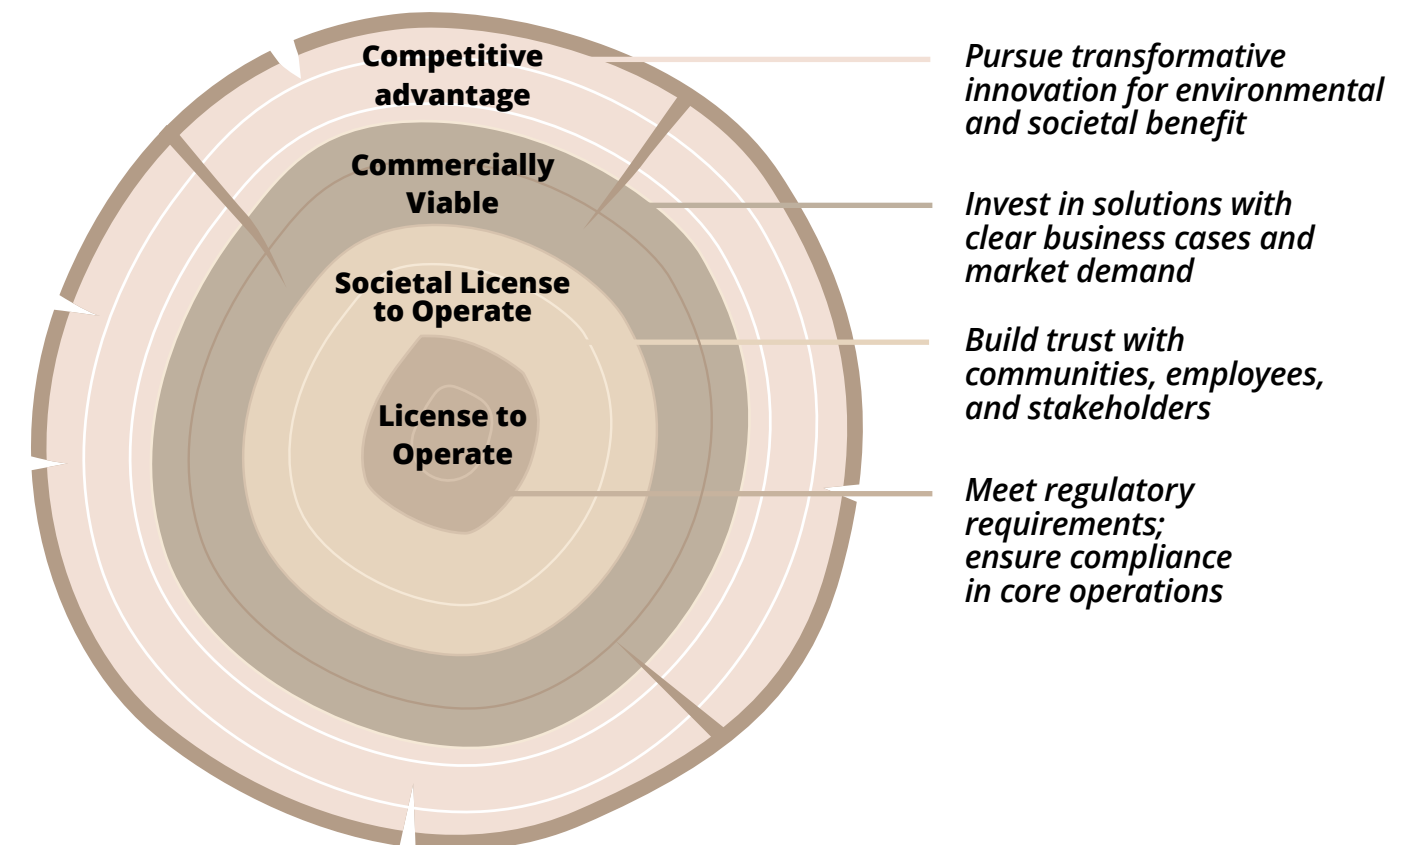 Competitive
advantage
Pursue transformative
innovation for environmental
and societal benefit
Commercially
Viable
Invest in solutions with
clear business cases and
market demand
Societal License
to Operate
Build trust with
communities, employees,
and stakeholders
License to
Operate
Meet regulatory
requirements;
ensure compliance
in core operations